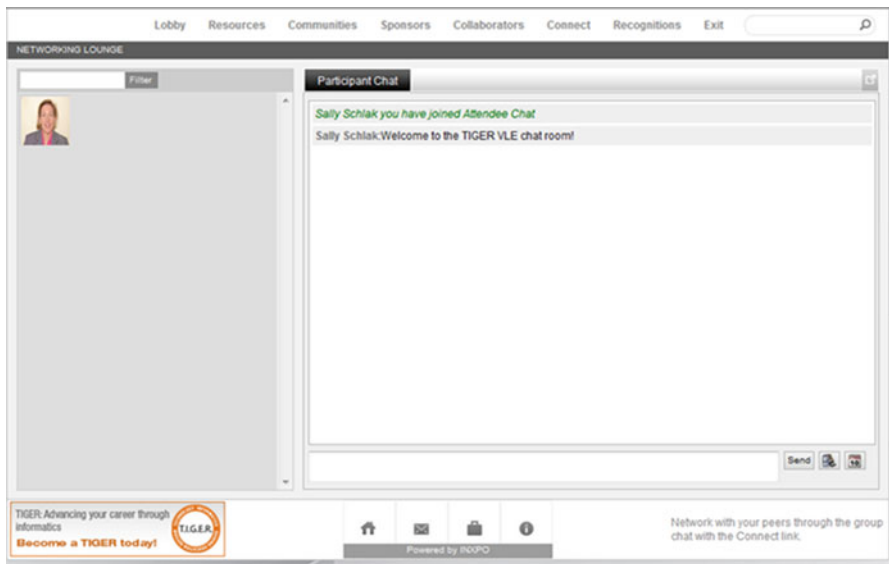 Lobby Resources Communities Sponsors Collaborators Connect Recognitions Exit
NETWORKING LOUNGE
Filter
Participant Chat
Sally Schlak you have joined Attendee Chat
Sally Schlak:Welcome to the TIGER VLE chat room!
Send
TIGER: Advancing your career through
informatics
Become a TIGER today!
T.I.G.E.R.
Powered by INXPO
Network with your peers through the group
chat with the Connect link.